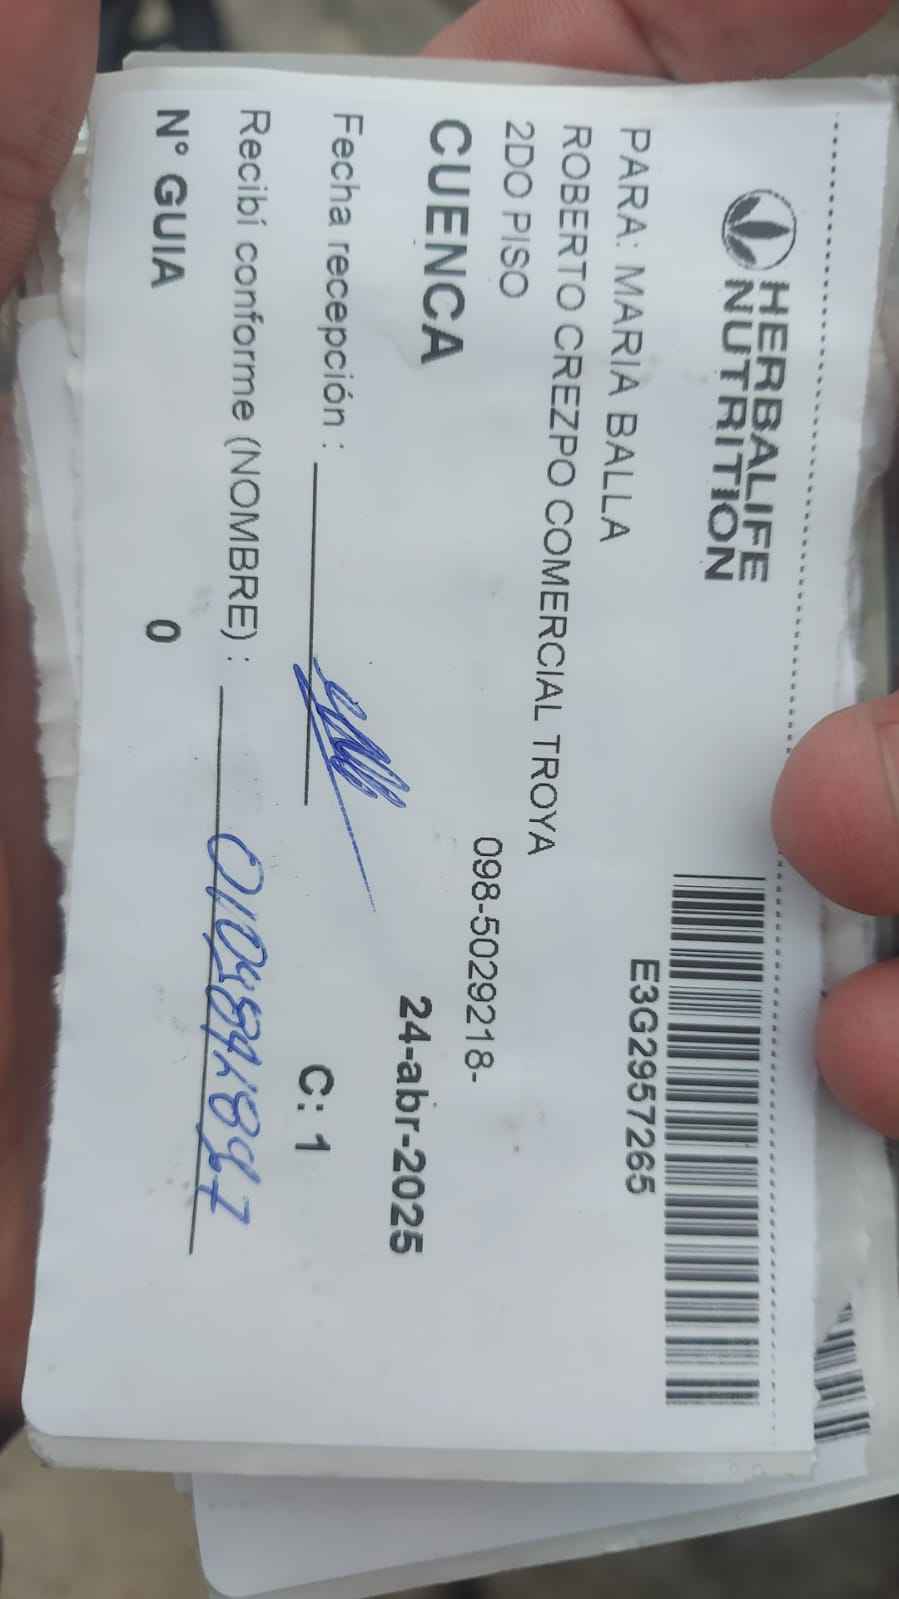 HERBALIFE
NUTRITION
E3G2957265
PARA: MARIA BALLA
ROBERTO CREZPO COMERCIAL TROYA
2DO PISO
098-5029218-
CUENCA
24-abr-2025
Fecha recepción :
C: 1
Recibí conforme (NOMBRE) :
N° GUIA 0